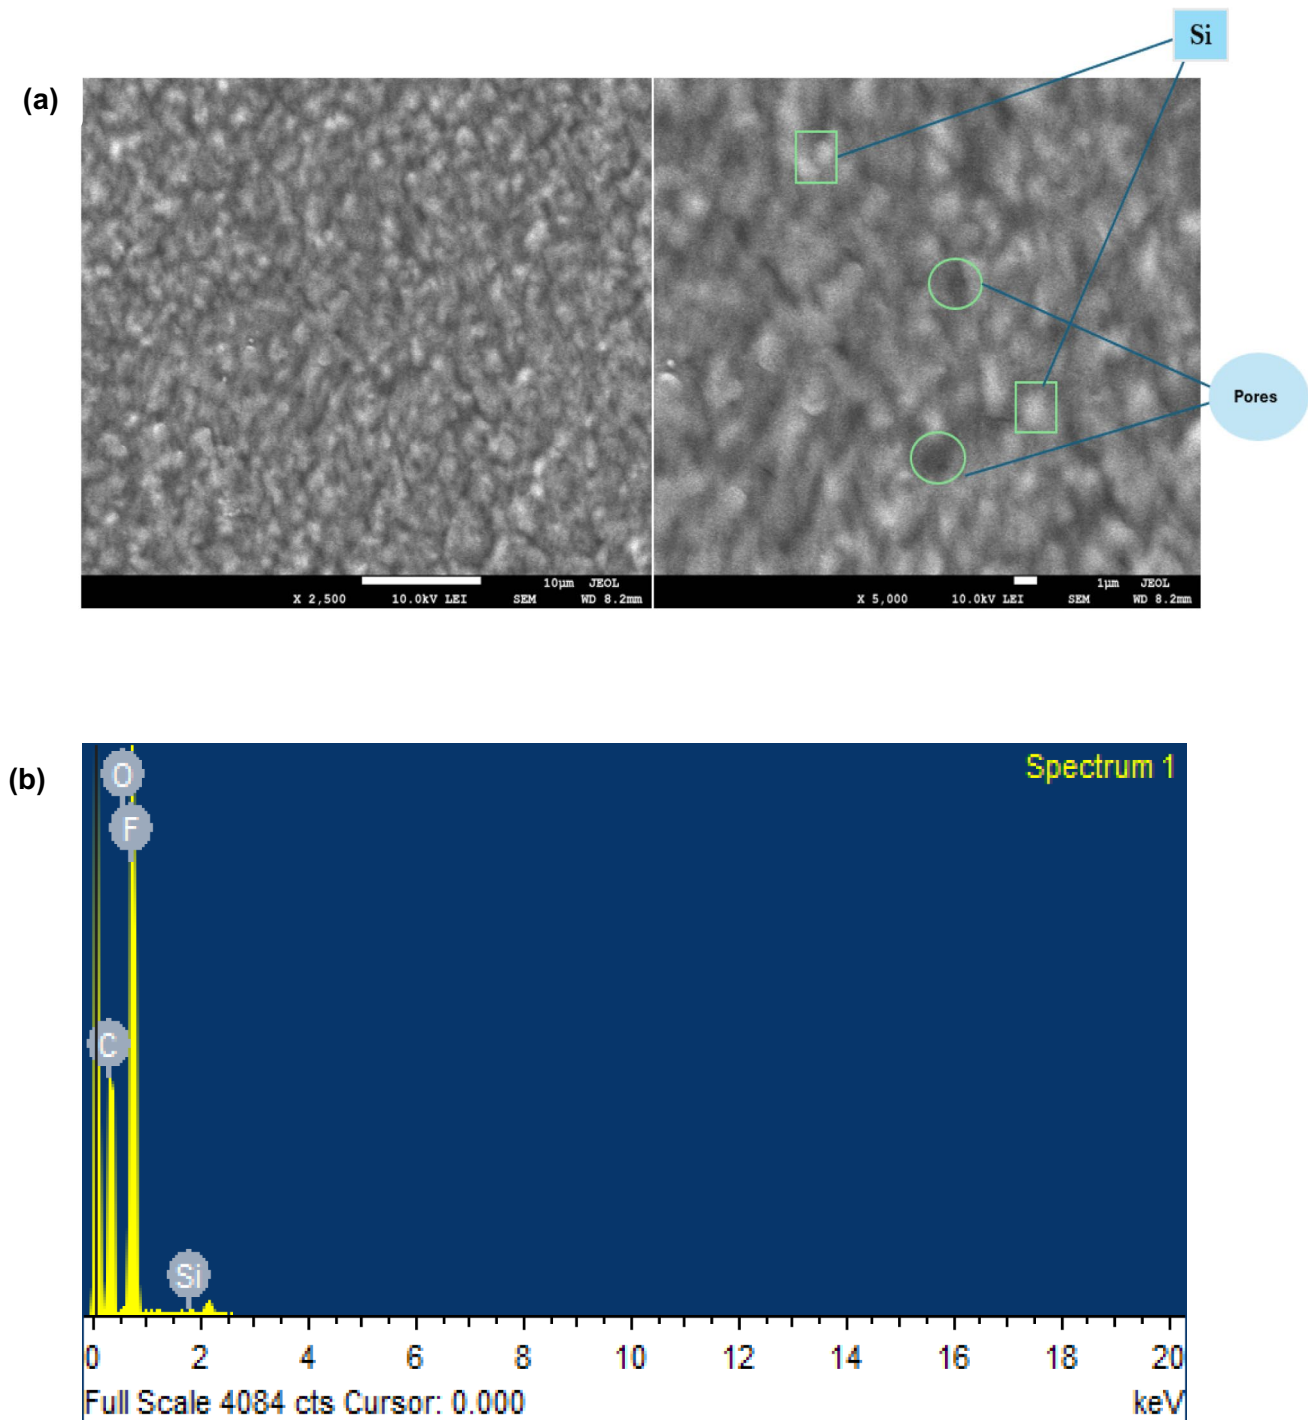 Si
(a)
Pores
10µm JEOL
X 2,500 10.0kV LEI SEM WD 8.2mm
1µm JEOL
X 5,000 10.0kV LEI SEM WD 8.2mm
(b)
Spectrum 1
O
F
C
Si
0 2 4 6 8 10 12 14 16 18 20
Full Scale 4084 cts Cursor: 0.000 keV